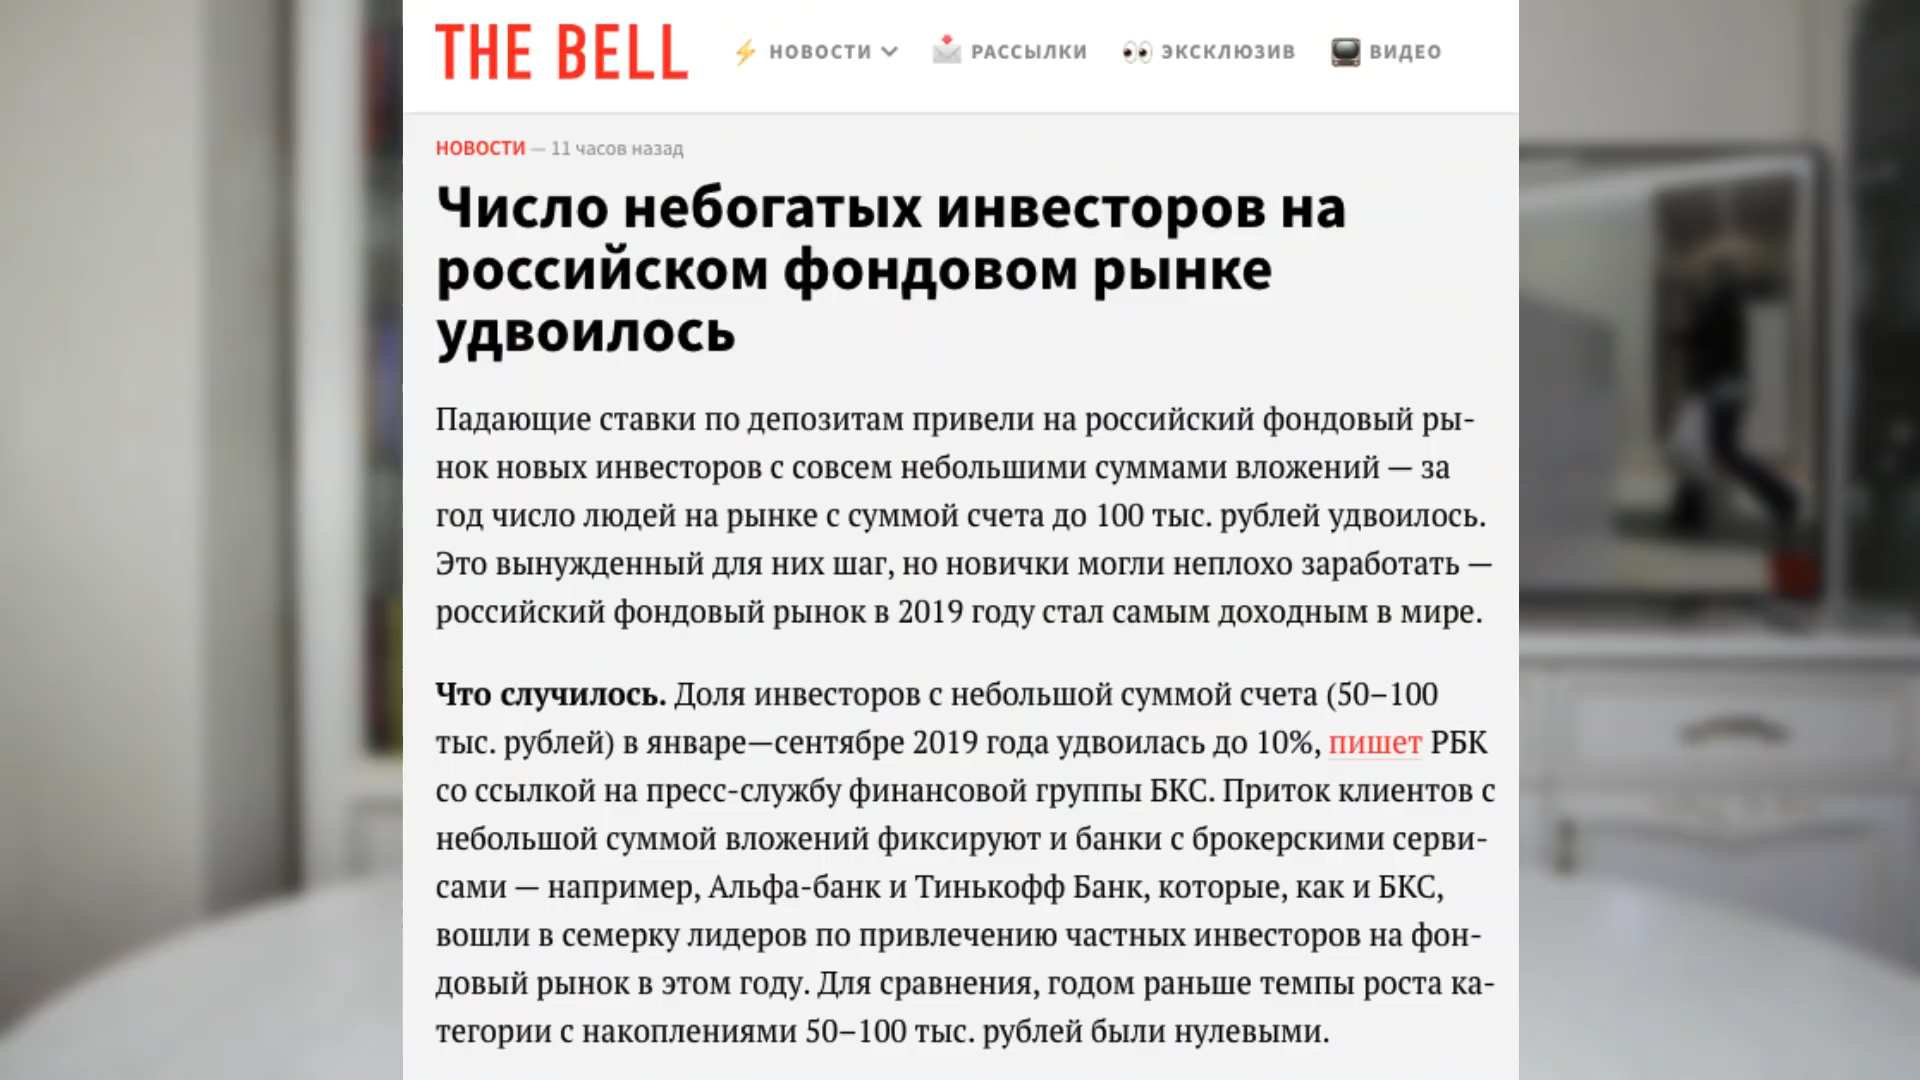 THE BELL
НОВОСТИ
РАССЫЛКИ
ЭКСКЛЮЗИВ
ВИДЕО
НОВОСТИ — 11 часов назад
Число небогатых инвесторов на
российском фондовом рынке
удвоилось
Падающие ставки по депозитам привели на российский фондовый ры-
нок новых инвесторов с совсем небольшими суммами вложений — за
год число людей на рынке с суммой счета до 100 тыс. рублей удвоилось.
Это вынужденный для них шаг, но новички могли неплохо заработать —
российский фондовый рынок в 2019 году стал самым доходным в мире.
Что случилось. Доля инвесторов с небольшой суммой счета (50–100
тыс. рублей) в январе—сентябре 2019 года удвоилась до 10%, пишет РБК
со ссылкой на пресс-службу финансовой группы БКС. Приток клиентов с
небольшой суммой вложений фиксируют и банки с брокерскими серви-
сами — например, Альфа-банк и Тинькофф Банк, которые, как и БКС,
вошли в семерку лидеров по привлечению частных инвесторов на фон-
довый рынок в этом году. Для сравнения, годом раньше темпы роста ка-
тегории с накоплениями 50–100 тыс. рублей были нулевыми.